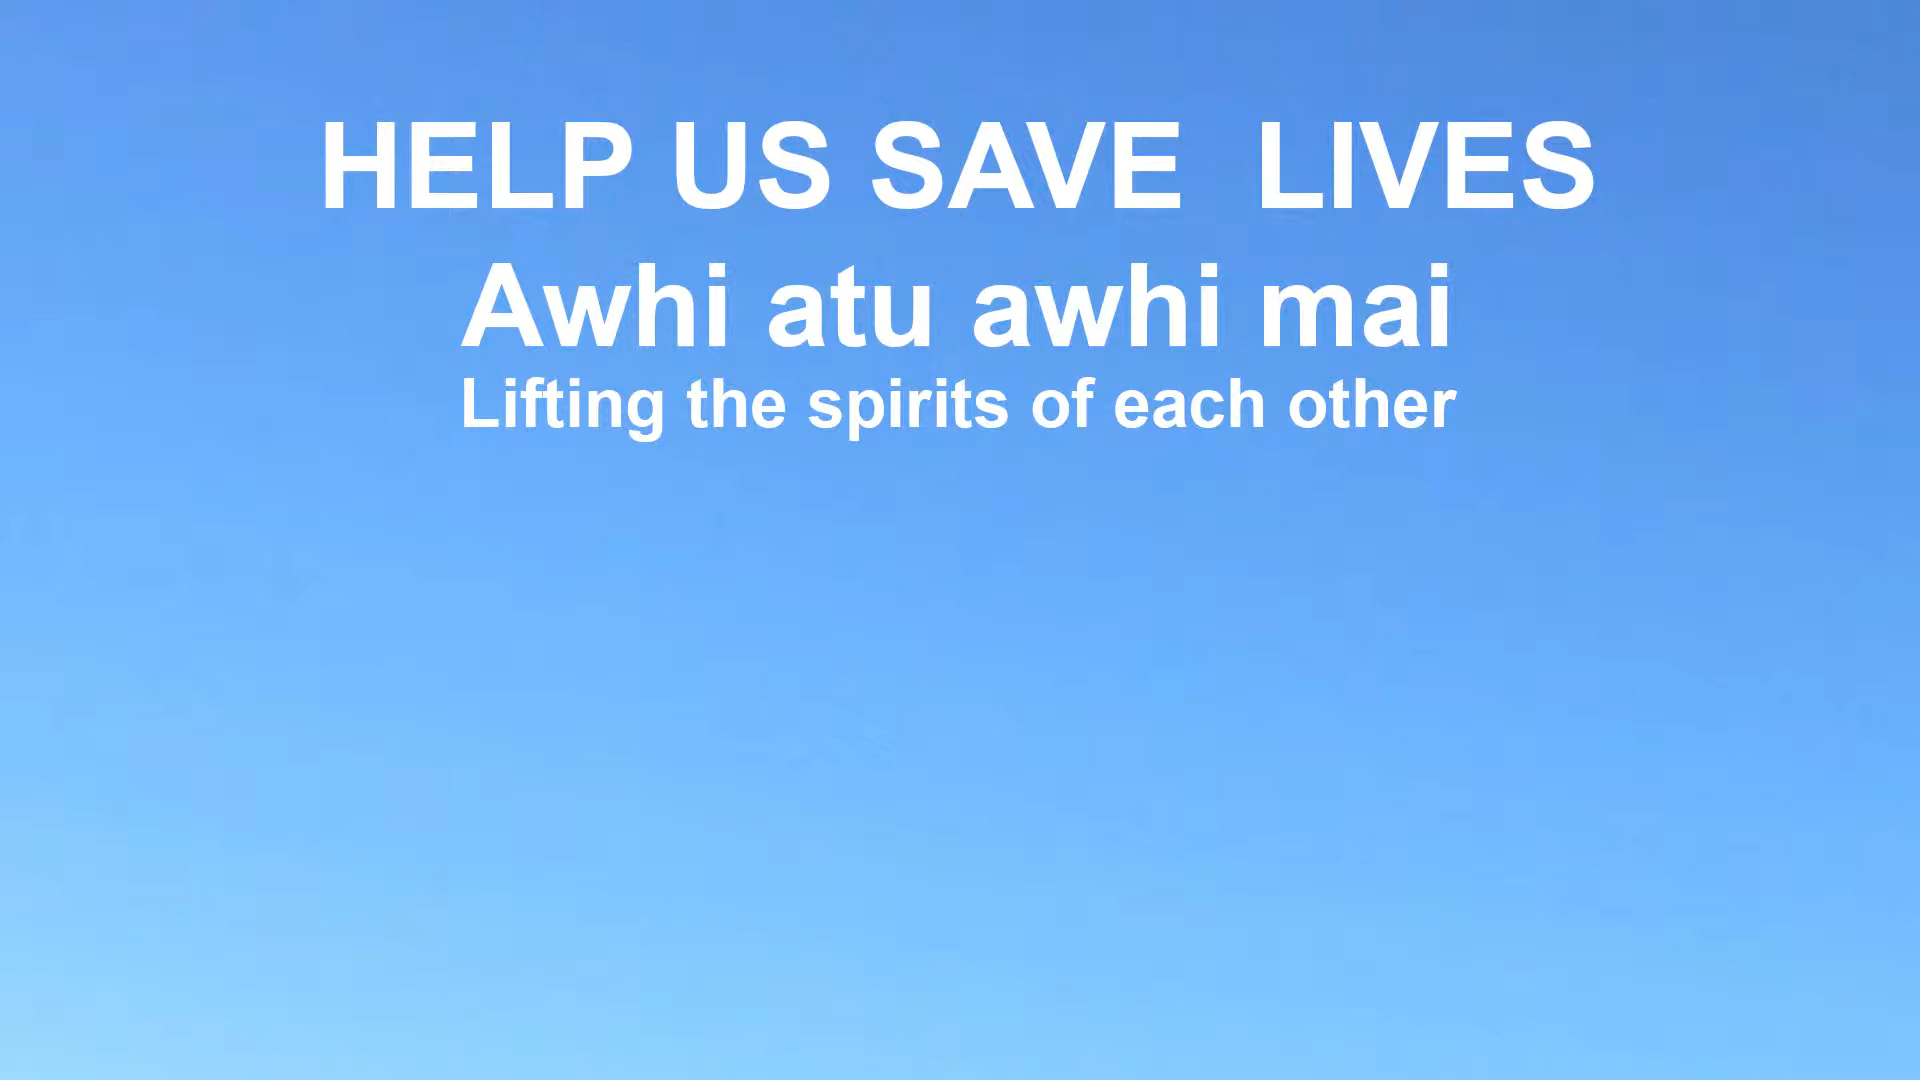 HELP US SAVE  LIVES
Awhi atu awhi mai
Lifting the spirits of each other